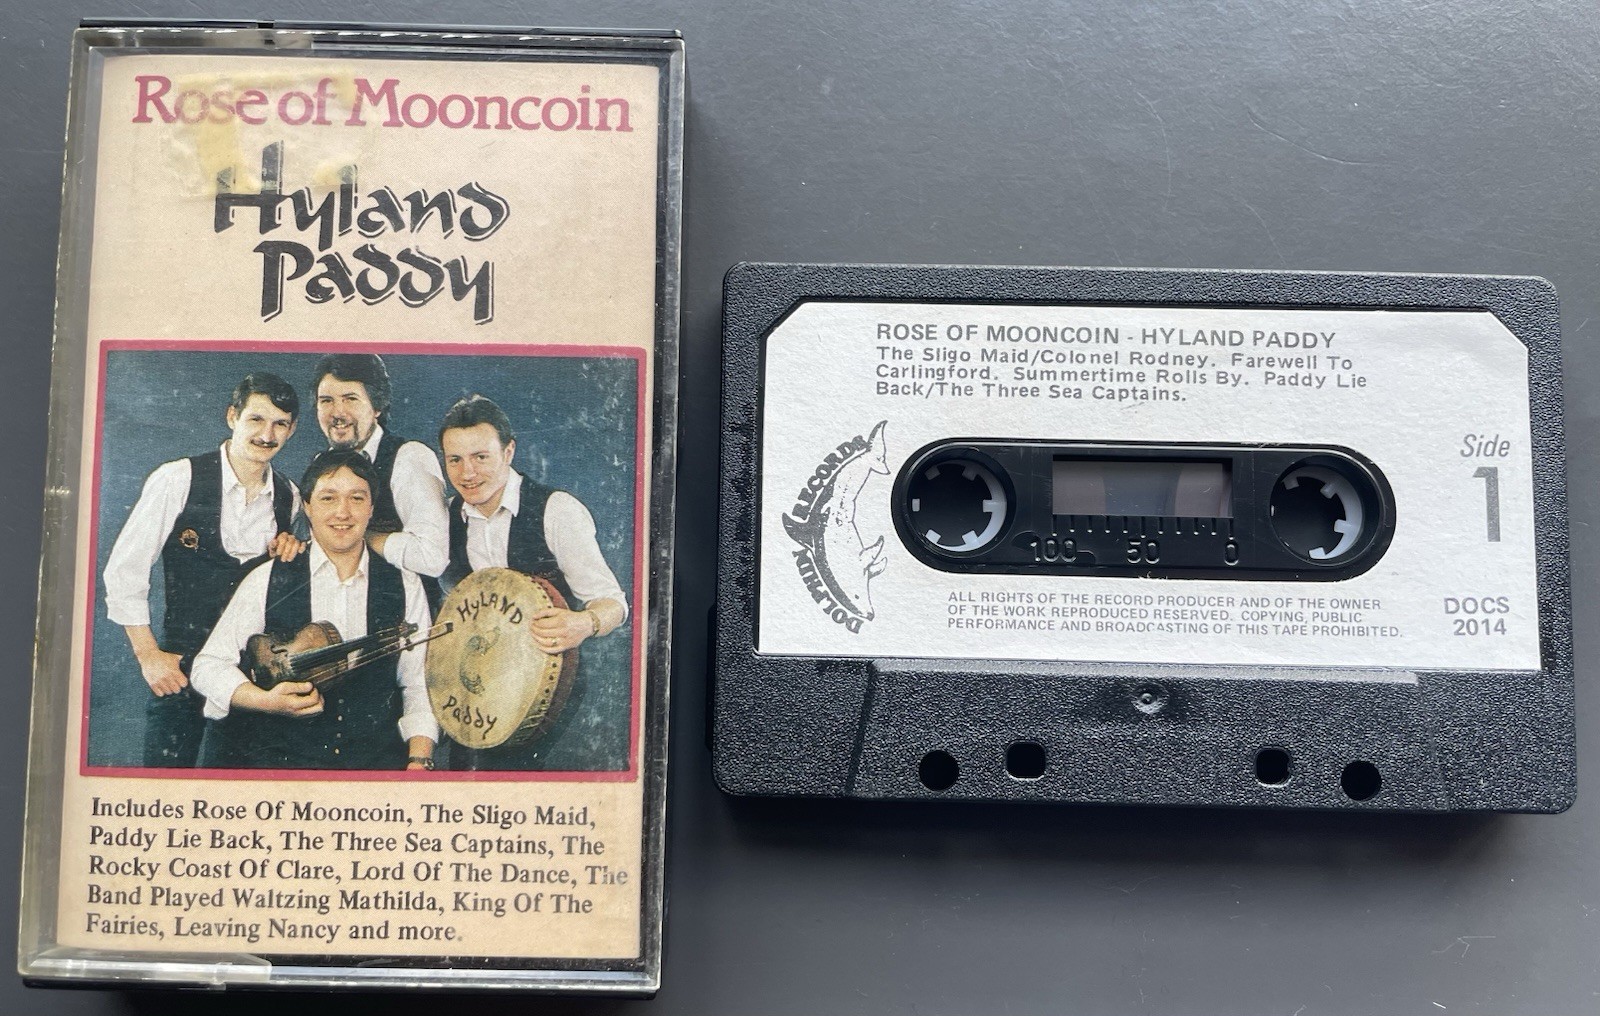 Rose of Mooncoin
Hyland
Paddy
HyLAND
Paddy
Includes Rose Of Mooncoin, The Sligo Maid,
Paddy Lie Back, The Three Sea Captains, The
Rocky Coast Of Clare, Lord Of The Dance, The
Band Played Waltzing Mathilda, King Of The
Fairies, Leaving Nancy and more.
ROSE OF MOONCOIN - HYLAND PADDY
The Sligo Maid/Colonel Rodney. Farewell To
Carlingford. Summertime Rolls By. Paddy Lie
Back/The Three Sea Captains.
DOLPHIN RECORDS
Side
1
100 50 0
ALL RIGHTS OF THE RECORD PRODUCER AND OF THE OWNER
OF THE WORK REPRODUCED RESERVED. COPYING, PUBLIC
PERFORMANCE AND BROADCASTING OF THIS TAPE PROHIBITED.
DOCS
2014